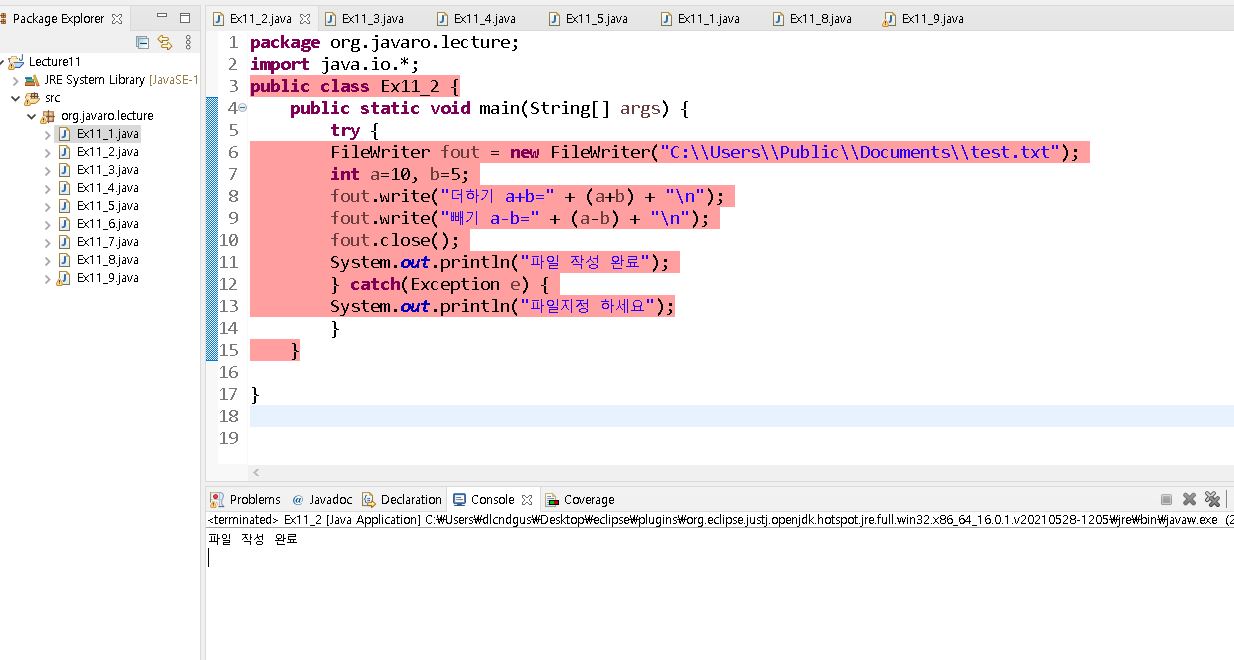 Package Explorer
Lecture11
JRE System Library [JavaSE-1
src
org.javaro.lecture
Ex11_1.java
Ex11_2.java
Ex11_3.java
Ex11_4.java
Ex11_5.java
Ex11_6.java
Ex11_7.java
Ex11_8.java
Ex11_9.java
Ex11_2.java Ex11_3.java Ex11_4.java Ex11_5.java Ex11_1.java Ex11_8.java Ex11_9.java
1 package org.javaro.lecture;
2 import java.io.*;
3 public class Ex11_2 {
4 public static void main(String[] args) {
5 try {
6 FileWriter fout = new FileWriter("C:\\Users\\Public\\Documents\\test.txt");
7 int a=10, b=5;
8 fout.write("더하기 a+b=" + (a+b) + "\n");
9 fout.write("빼기 a-b=" + (a-b) + "\n");
10 fout.close();
11 System.out.println("파일 작성 완료");
12 } catch(Exception e) {
13 System.out.println("파일지정 하세요");
14 }
15 }
16
17 }
18
19
Problems @ Javadoc Declaration Console Coverage
<terminated> Ex11_2 [Java Application] C:₩Users₩dlcndgus₩Desktop₩eclipse₩plugins₩org.eclipse.justj.openjdk.hotspot.jre.full.win32.x86_64_16.0.1.v20210528-1205₩jre₩bin₩javaw.exe (2
파일 작성 완료